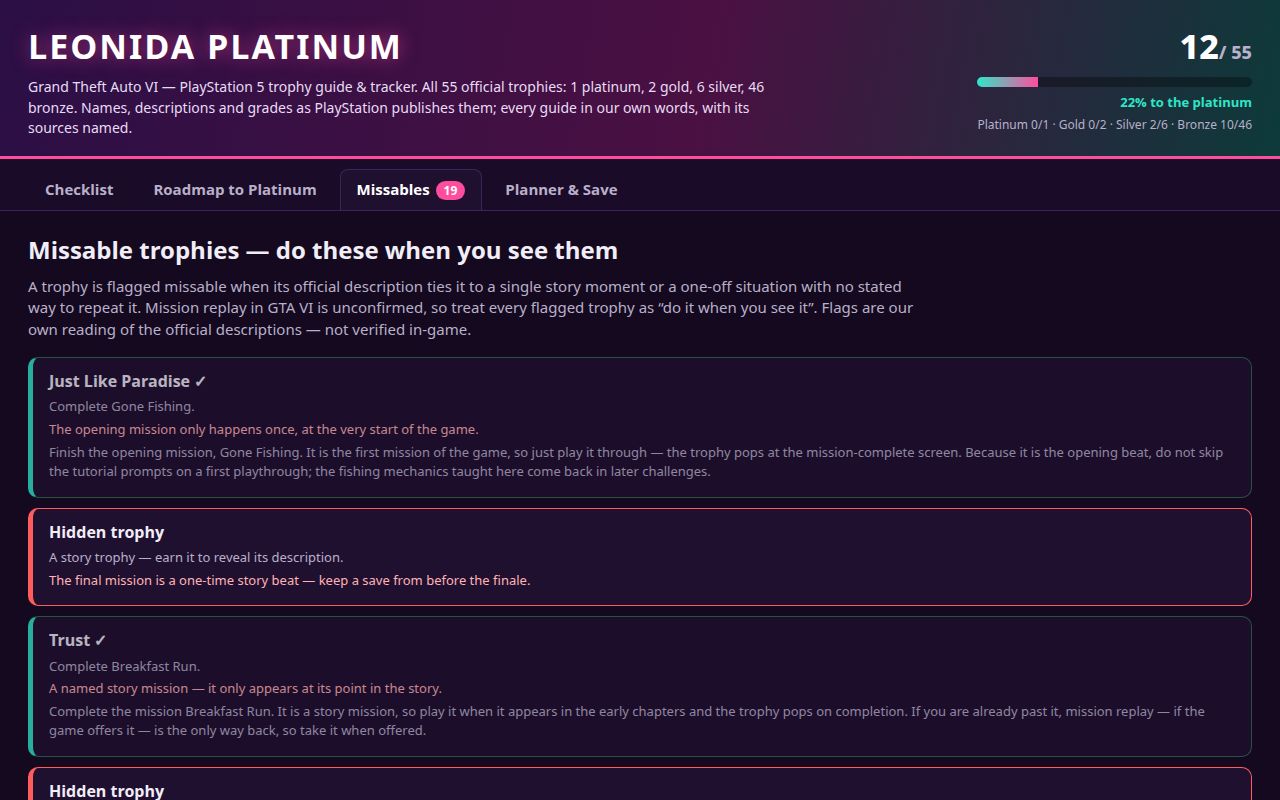 LEONIDA PLATINUM
Grand Theft Auto VI — PlayStation 5 trophy guide & tracker. All 55 official trophies: 1 platinum, 2 gold, 6 silver, 46
bronze. Names, descriptions and grades as PlayStation publishes them; every guide in our own words, with its
sources named.
12/ 55
22% to the platinum
Platinum 0/1 · Gold 0/2 · Silver 2/6 · Bronze 10/46
Checklist Roadmap to Platinum Missables 19 Planner & Save
Missable trophies — do these when you see them
A trophy is flagged missable when its official description ties it to a single story moment or a one-off situation with no stated
way to repeat it. Mission replay in GTA VI is unconfirmed, so treat every flagged trophy as “do it when you see it”. Flags are our
own reading of the official descriptions — not verified in-game.
Just Like Paradise ✓
Complete Gone Fishing.
The opening mission only happens once, at the very start of the game.
Finish the opening mission, Gone Fishing. It is the first mission of the game, so just play it through — the trophy pops at the mission-complete screen. Because it is the opening beat, do not skip
the tutorial prompts on a first playthrough; the fishing mechanics taught here come back in later challenges.
Hidden trophy
A story trophy — earn it to reveal its description.
The final mission is a one-time story beat — keep a save from before the finale.
Trust ✓
Complete Breakfast Run.
A named story mission — it only appears at its point in the story.
Complete the mission Breakfast Run. It is a story mission, so play it when it appears in the early chapters and the trophy pops on completion. If you are already past it, mission replay — if the
game offers it — is the only way back, so take it when offered.
Hidden trophy